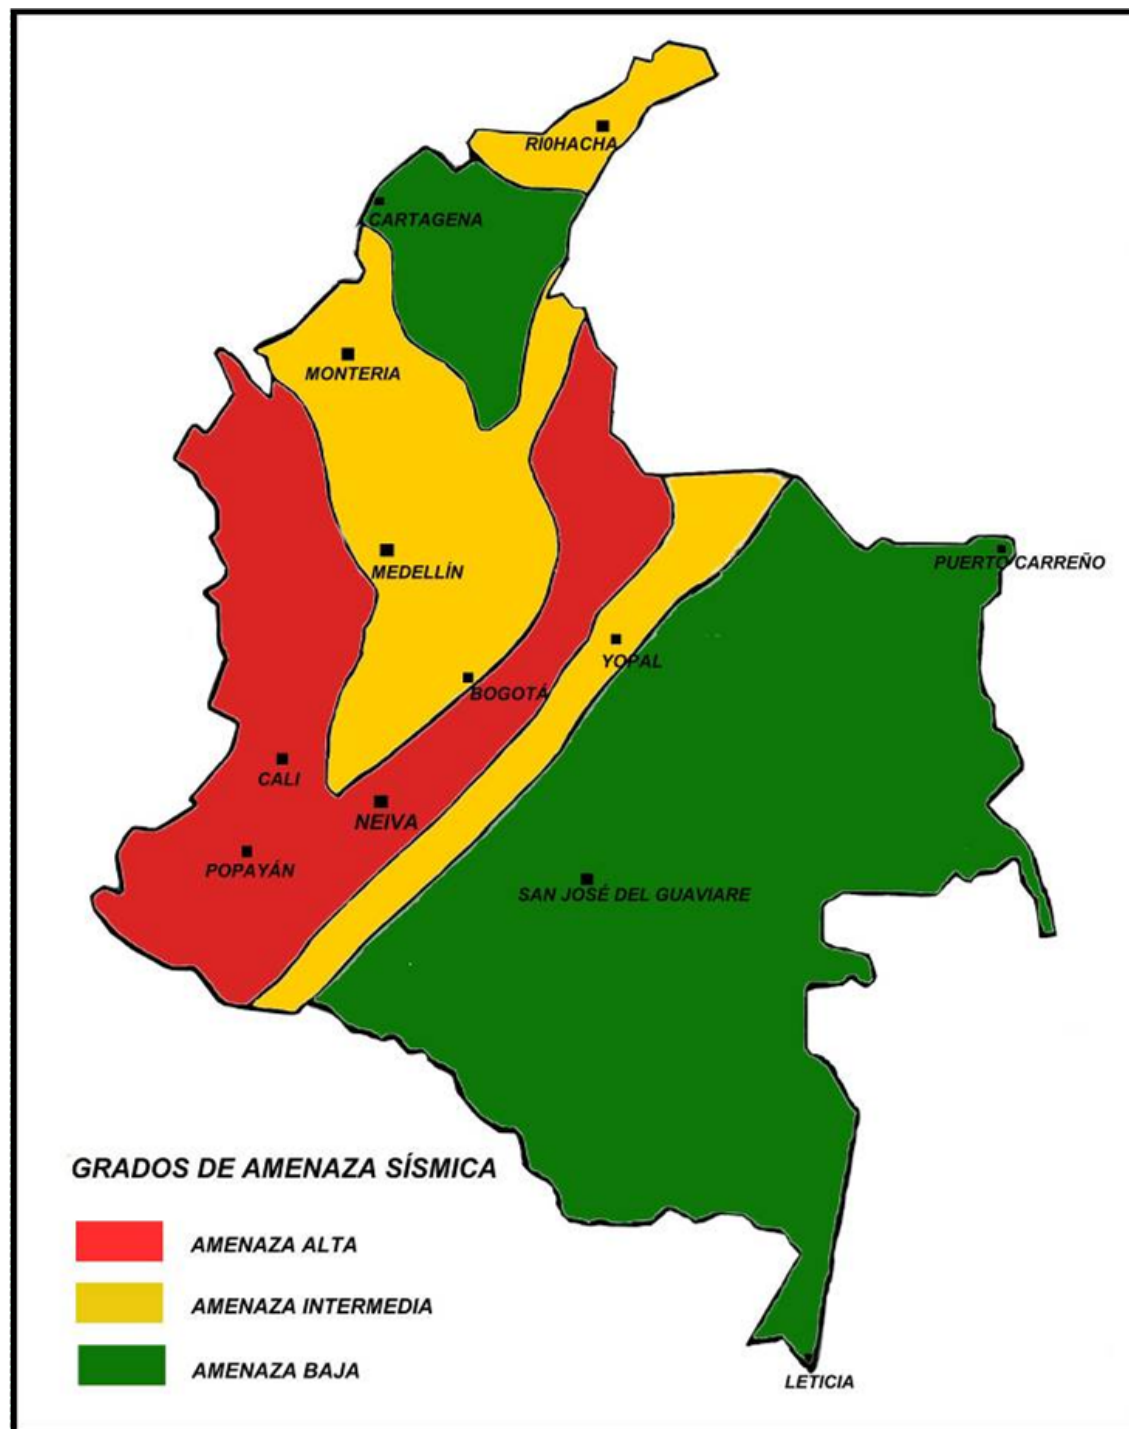 RI0HACHA
CARTAGENA
MONTERIA
MEDELLÍN
PUERTO CARREÑO
YOPAL
BOGOTÁ
CALI
NEIVA
POPAYÁN
SAN JOSÉ DEL GUAVIARE
GRADOS DE AMENAZA SÍSMICA
AMENAZA ALTA
AMENAZA INTERMEDIA
AMENAZA BAJA
LETICIA